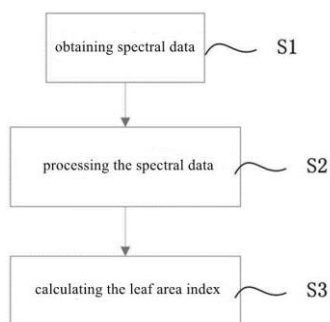 obtaining spectral data S1
processing the spectral data S2
calculating the leaf area index S3